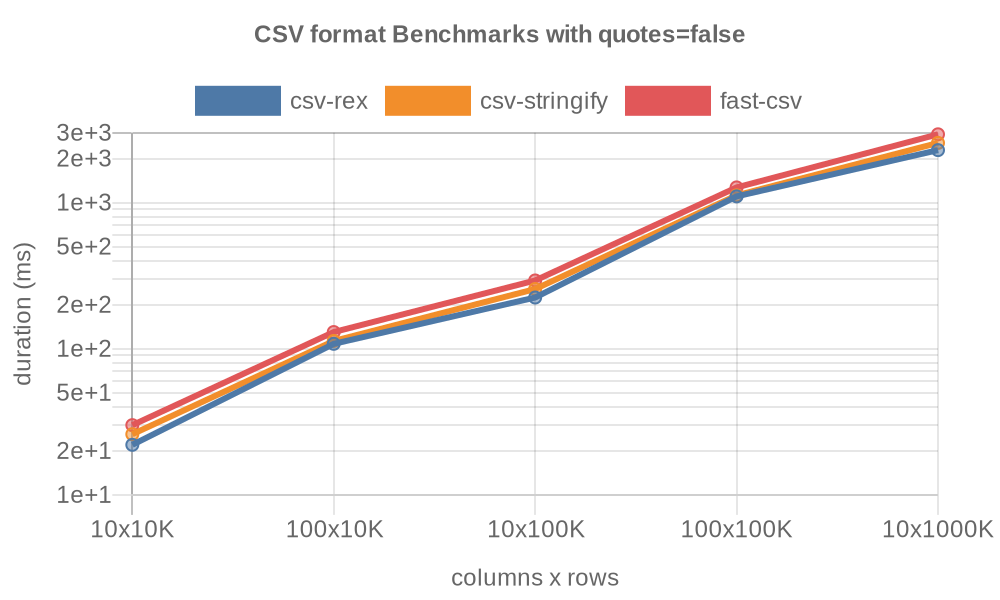 CSV format Benchmarks with quotes=false
csv-rex csv-stringify fast-csv
3e+3
2e+3
1e+3
5e+2
2e+2
1e+2
5e+1
2e+1
1e+1
duration (ms)
10x10K 100x10K 10x100K 100x100K 10x1000K
columns x rows